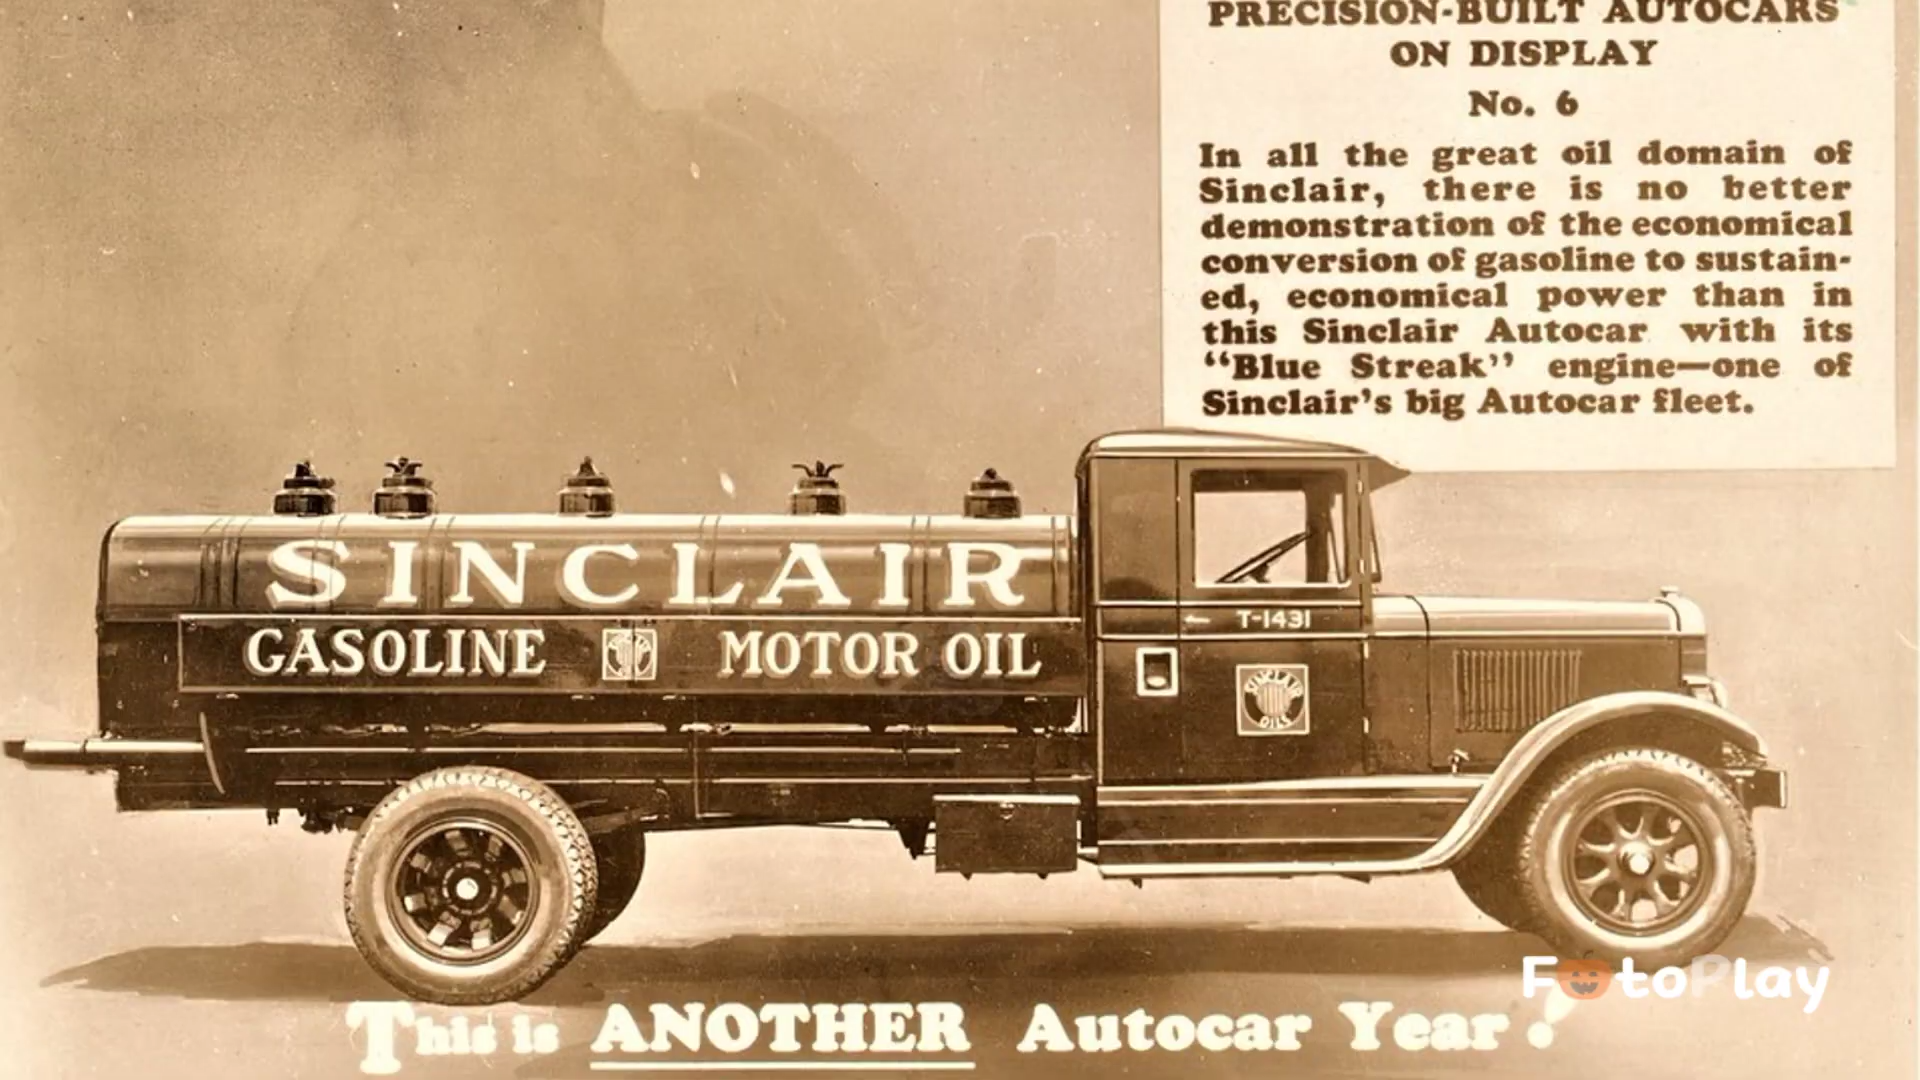 PRECISION-BUILT AUTOCARS
ON DISPLAY
No. 6
In all the great oil domain of
Sinclair, there is no better
demonstration of the economical
conversion of gasoline to sustain-
ed, economical power than in
this Sinclair Autocar with its
“Blue Streak” engine—one of
Sinclair's big Autocar fleet.
SINCLAIR
GASOLINE MOTOR OIL
T-1431
SINCLAIR
OILS
FotoPlay
This is ANOTHER Autocar Year!